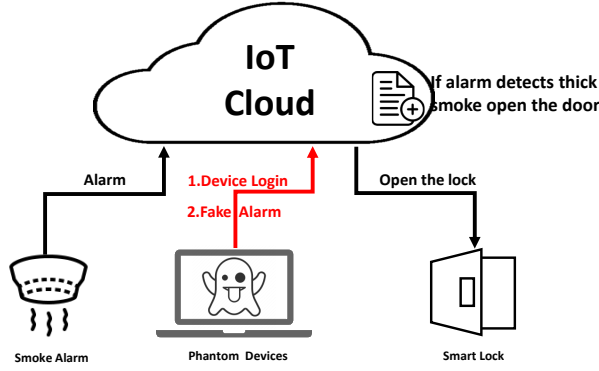 IoT
Cloud
If alarm detects thick
smoke open the door
Alarm
1.Device Login
2.Fake Alarm
Open the lock
Smoke Alarm
Phantom Devices
Smart Lock